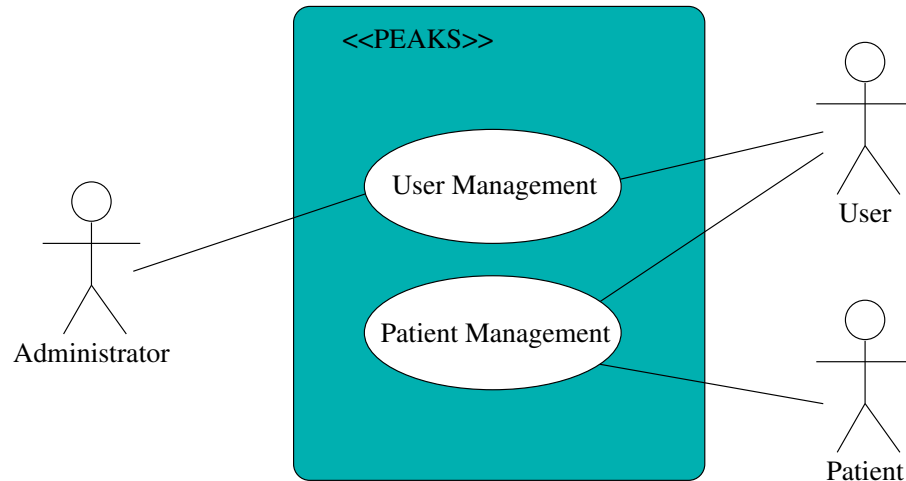 <<PEAKS>>
User Management
User
Patient Management
Administrator
Patient